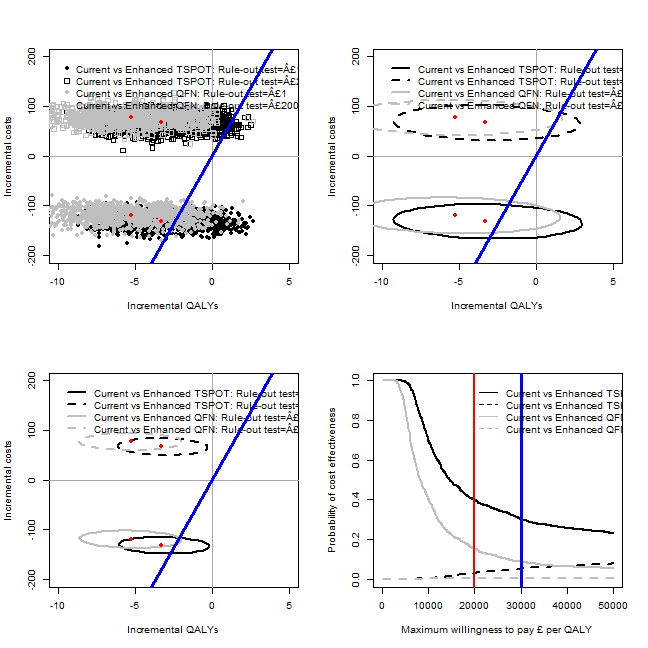 200
100
0
-100
-200
Incremental costs
Current vs Enhanced TSPOT: Rule-out test=Â£1
Current vs Enhanced TSPOT: Rule-out test=Â£2
Current vs Enhanced QFN: Rule-out test=Â£1
Current vs Enhanced QFN: Rule-out test=Â£200
-10 -5 0 5
Incremental QALYs
200
100
0
-100
-200
Incremental costs
Current vs Enhanced TSPOT: Rule-out test=
Current vs Enhanced TSPOT: Rule-out test=
Current vs Enhanced QFN: Rule-out test=Â£
Current vs Enhanced QFN: Rule-out test=Â£
-10 -5 0 5
Incremental QALYs
200
100
0
-100
-200
Incremental costs
Current vs Enhanced TSPOT: Rule-out test=
Current vs Enhanced TSPOT: Rule-out test=
Current vs Enhanced QFN: Rule-out test=Â£
Current vs Enhanced QFN: Rule-out test=Â£
-10 -5 0 5
Incremental QALYs
1.0
0.8
0.6
0.4
0.2
0.0
Probability of cost effectiveness
Current vs Enhanced TSP
Current vs Enhanced TSP
Current vs Enhanced QF
Current vs Enhanced QF
0 10000 20000 30000 40000 50000
Maximum willingness to pay £ per QALY